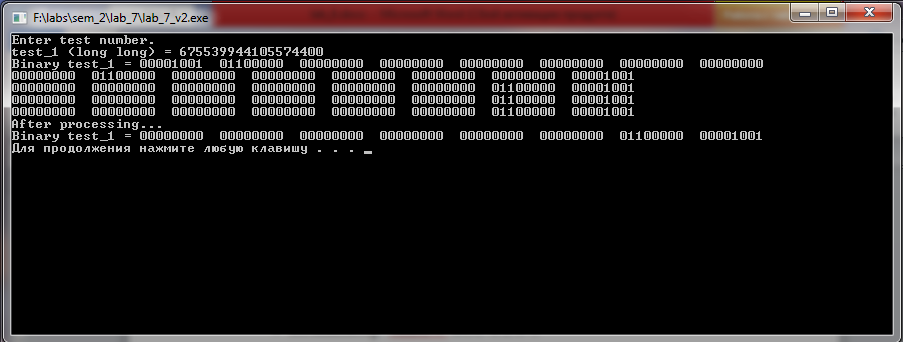 F:\labs\sem_2\lab_7\lab_7_v2.exe
Enter test number.
test_1 (long long) = 675539944105574400
Binary test_1 = 00001001 01100000 00000000 00000000 00000000 00000000 00000000 00000000
00000000 01100000 00000000 00000000 00000000 00000000 00000000 00001001
00000000 00000000 00000000 00000000 00000000 00000000 01100000 00001001
00000000 00000000 00000000 00000000 00000000 00000000 01100000 00001001
00000000 00000000 00000000 00000000 00000000 00000000 01100000 00001001
After processing...
Binary test_1 = 00000000 00000000 00000000 00000000 00000000 00000000 01100000 00001001
Для продолжения нажмите любую клавишу . . . _